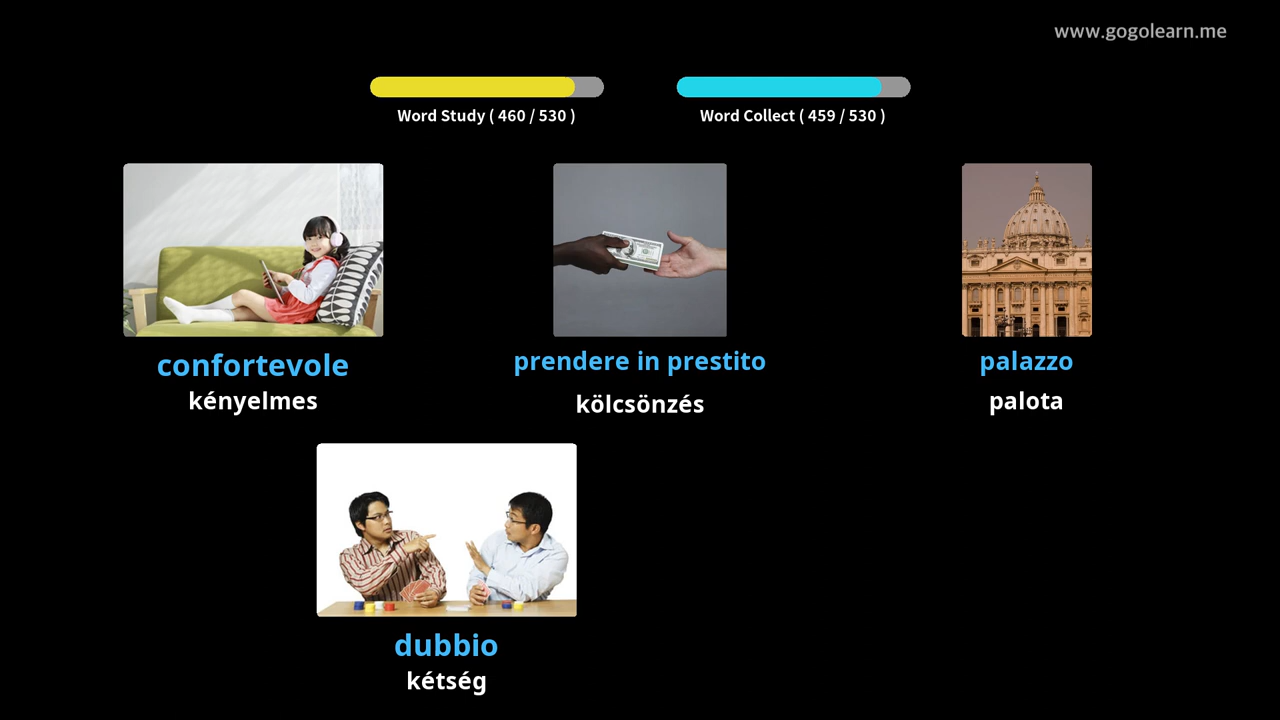 www.gogolearn.me
Word Study ( 460 / 530 )
Word Collect ( 459 / 530 )
confortevole
kényelmes
prendere in prestito
kölcsönzés
palazzo
palota
dubbio
kétség